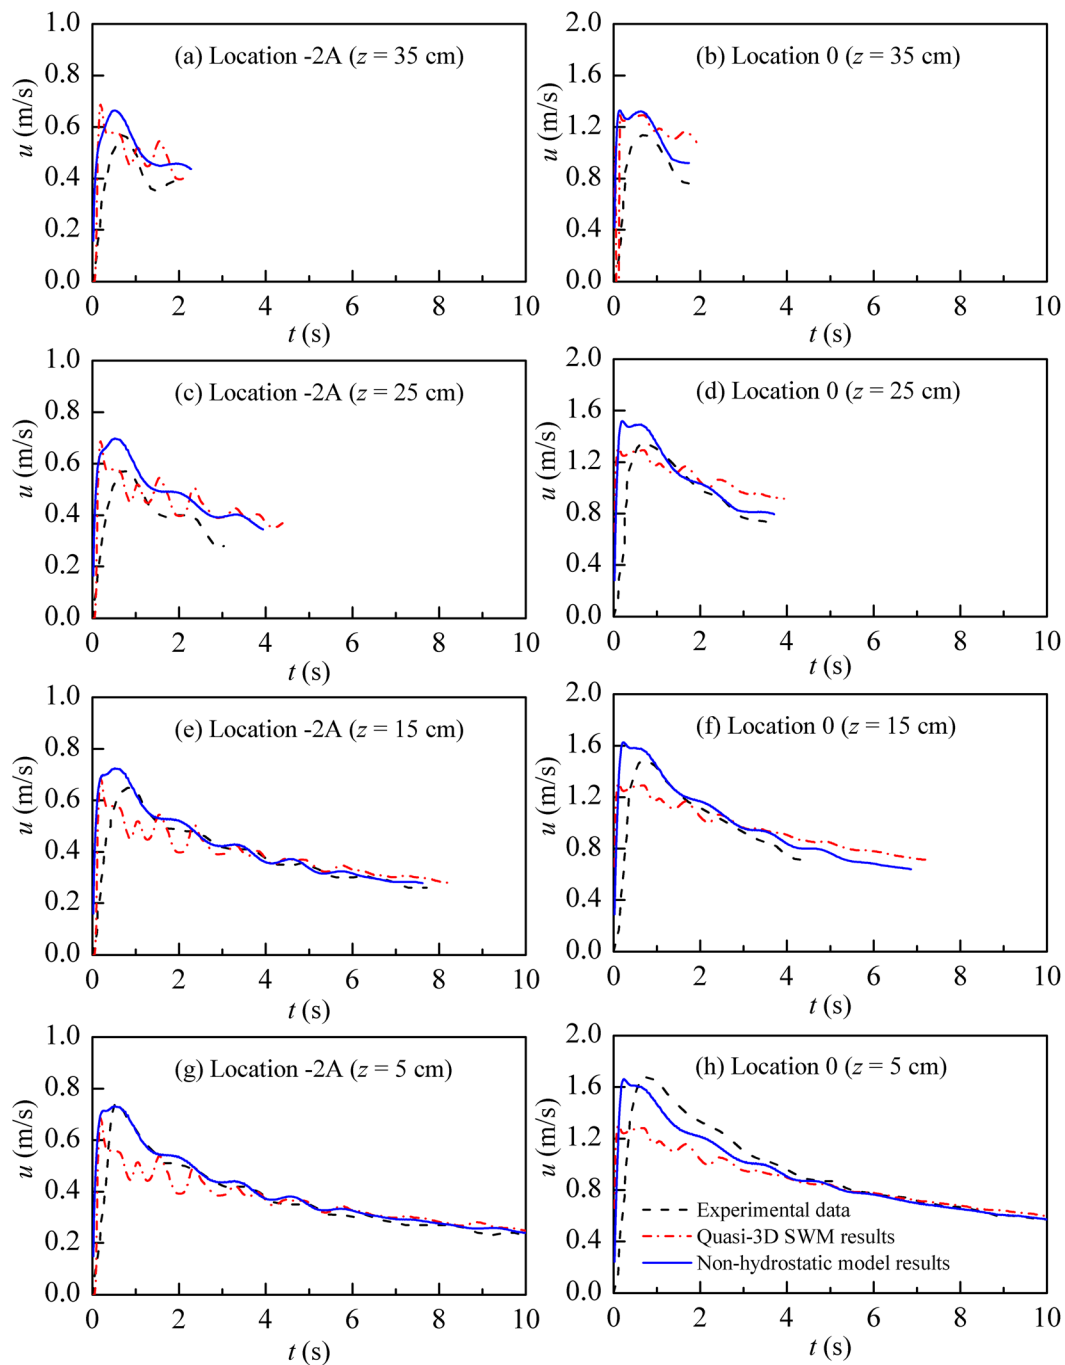 (a) Location -2A (z = 35 cm)
u (m/s)
1.0
0.8
0.6
0.4
0.2
0.0
0 2 4 6 8 10
t (s)
(b) Location 0 (z = 35 cm)
u (m/s)
2.0
1.6
1.2
0.8
0.4
0.0
0 2 4 6 8 10
t (s)
(c) Location -2A (z = 25 cm)
u (m/s)
1.0
0.8
0.6
0.4
0.2
0.0
0 2 4 6 8 10
t (s)
(d) Location 0 (z = 25 cm)
u (m/s)
2.0
1.6
1.2
0.8
0.4
0.0
0 2 4 6 8 10
t (s)
(e) Location -2A (z = 15 cm)
u (m/s)
1.0
0.8
0.6
0.4
0.2
0.0
0 2 4 6 8 10
t (s)
(f) Location 0 (z = 15 cm)
u (m/s)
2.0
1.6
1.2
0.8
0.4
0.0
0 2 4 6 8 10
t (s)
(g) Location -2A (z = 5 cm)
u (m/s)
1.0
0.8
0.6
0.4
0.2
0.0
0 2 4 6 8 10
t (s)
(h) Location 0 (z = 5 cm)
u (m/s)
2.0
1.6
1.2
0.8
0.4
0.0
Experimental data
Quasi-3D SWM results
Non-hydrostatic model results
0 2 4 6 8 10
t (s)